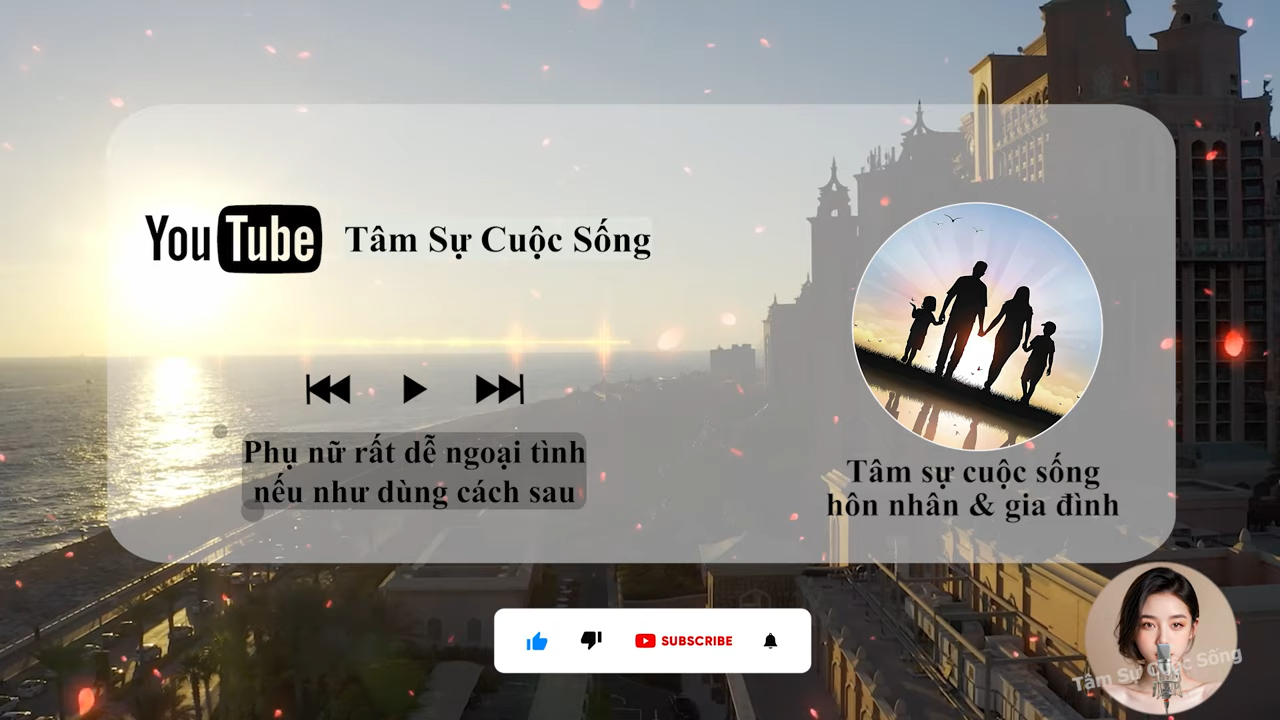 YouTube
Tâm Sự Cuộc Sống
Phụ nữ rất dễ ngoại tình
nếu như dùng cách sau
Tâm sự cuộc sống
hôn nhân & gia đình
SUBSCRIBE
Tâm Sự Cuộc Sống